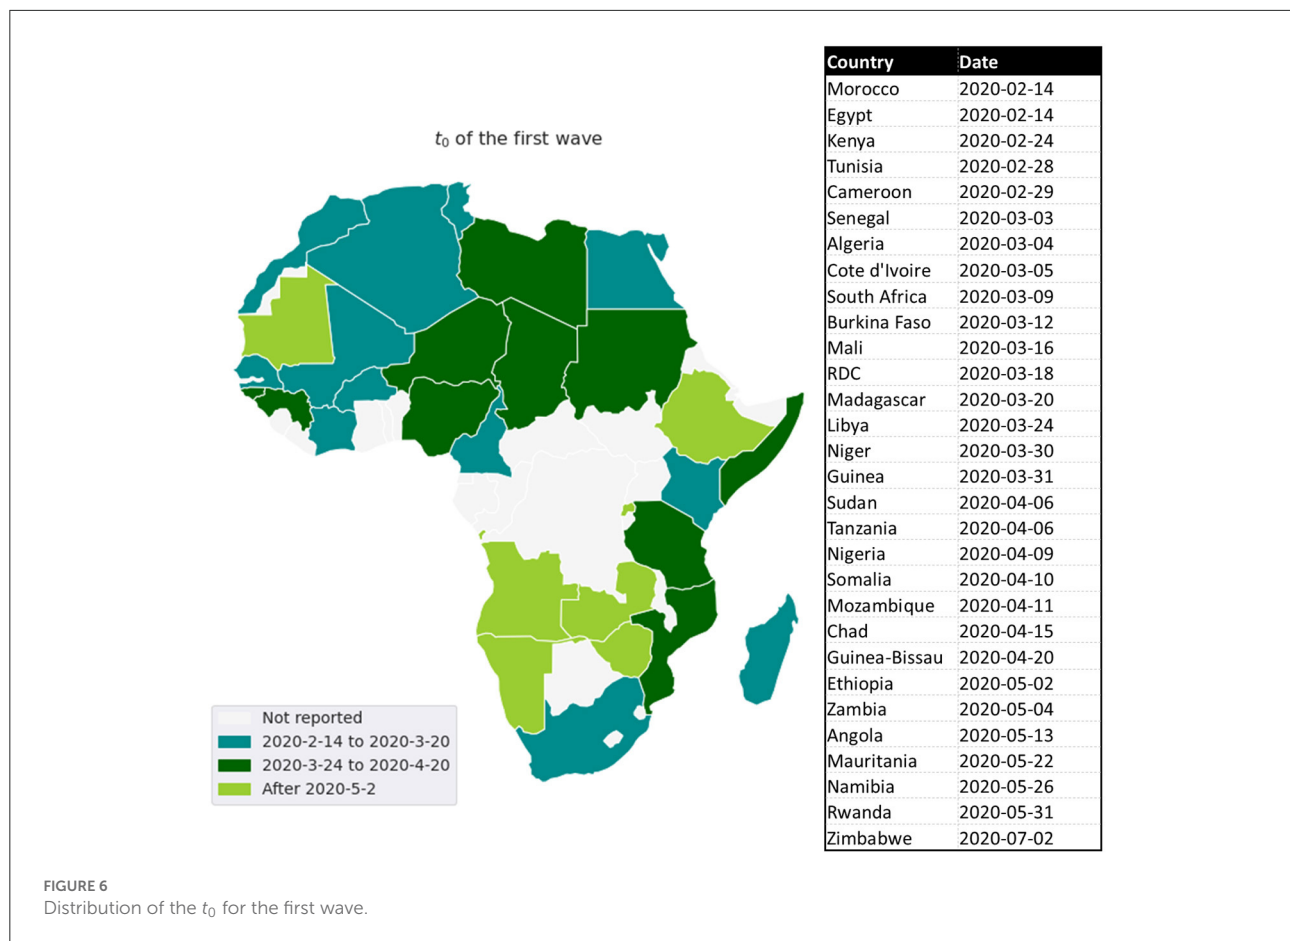 t0 of the first wave
Not reported
2020-2-14 to 2020-3-20
2020-3-24 to 2020-4-20
After 2020-5-2
Country Date
Morocco 2020-02-14
Egypt 2020-02-14
Kenya 2020-02-24
Tunisia 2020-02-28
Cameroon 2020-02-29
Senegal 2020-03-03
Algeria 2020-03-04
Cote d'Ivoire 2020-03-05
South Africa 2020-03-09
Burkina Faso 2020-03-12
Mali 2020-03-16
RDC 2020-03-18
Madagascar 2020-03-20
Libya 2020-03-24
Niger 2020-03-30
Guinea 2020-03-31
Sudan 2020-04-06
Tanzania 2020-04-06
Nigeria 2020-04-09
Somalia 2020-04-10
Mozambique 2020-04-11
Chad 2020-04-15
Guinea-Bissau 2020-04-20
Ethiopia 2020-05-02
Zambia 2020-05-04
Angola 2020-05-13
Mauritania 2020-05-22
Namibia 2020-05-26
Rwanda 2020-05-31
Zimbabwe 2020-07-02
FIGURE 6
Distribution of the t0 for the first wave.